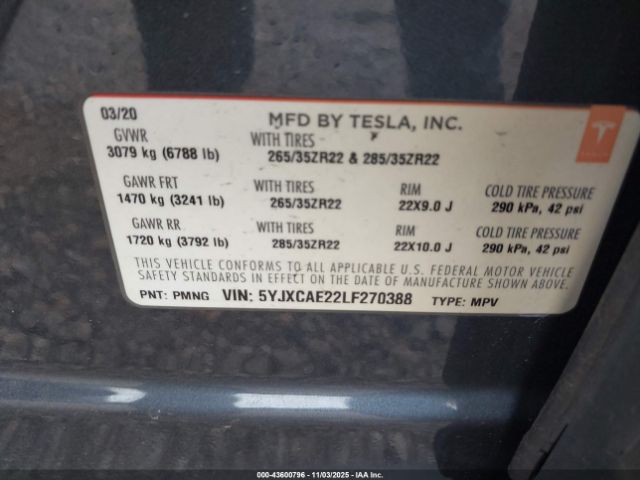 03/20 MFD BY TESLA, INC.
GVWR WITH TIRES
3079 kg (6788 lb) 265/35ZR22 & 285/35ZR22
GAWR FRT WITH TIRES RIM COLD TIRE PRESSURE
1470 kg (3241 lb) 265/35ZR22 22X9.0 J 290 kPa, 42 psi
GAWR RR WITH TIRES RIM COLD TIRE PRESSURE
1720 kg (3792 lb) 285/35ZR22 22X10.0 J 290 kPa, 42 psi
THIS VEHICLE CONFORMS TO ALL APPLICABLE U.S. FEDERAL MOTOR VEHICLE
SAFETY STANDARDS IN EFFECT ON THE DATE OF MANUFACTURE SHOWN ABOVE.
PNT: PMNG VIN: 5YJXCAE22LF270388 TYPE: MPV
00-43600796 - 11/03/2025 - IAA Inc.